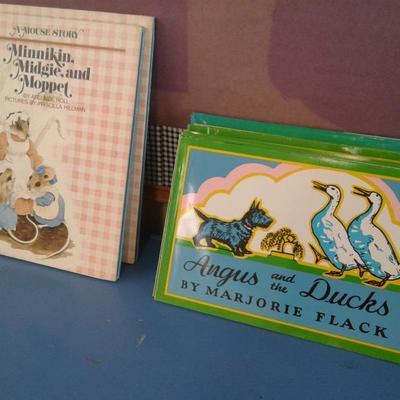 A MOUSE STORY
Minnikin,
Midgie, and
Moppet
PICTURES BY PRISCILLA HILLMAN
Angus and the Ducks
BY MARJORIE FLACK